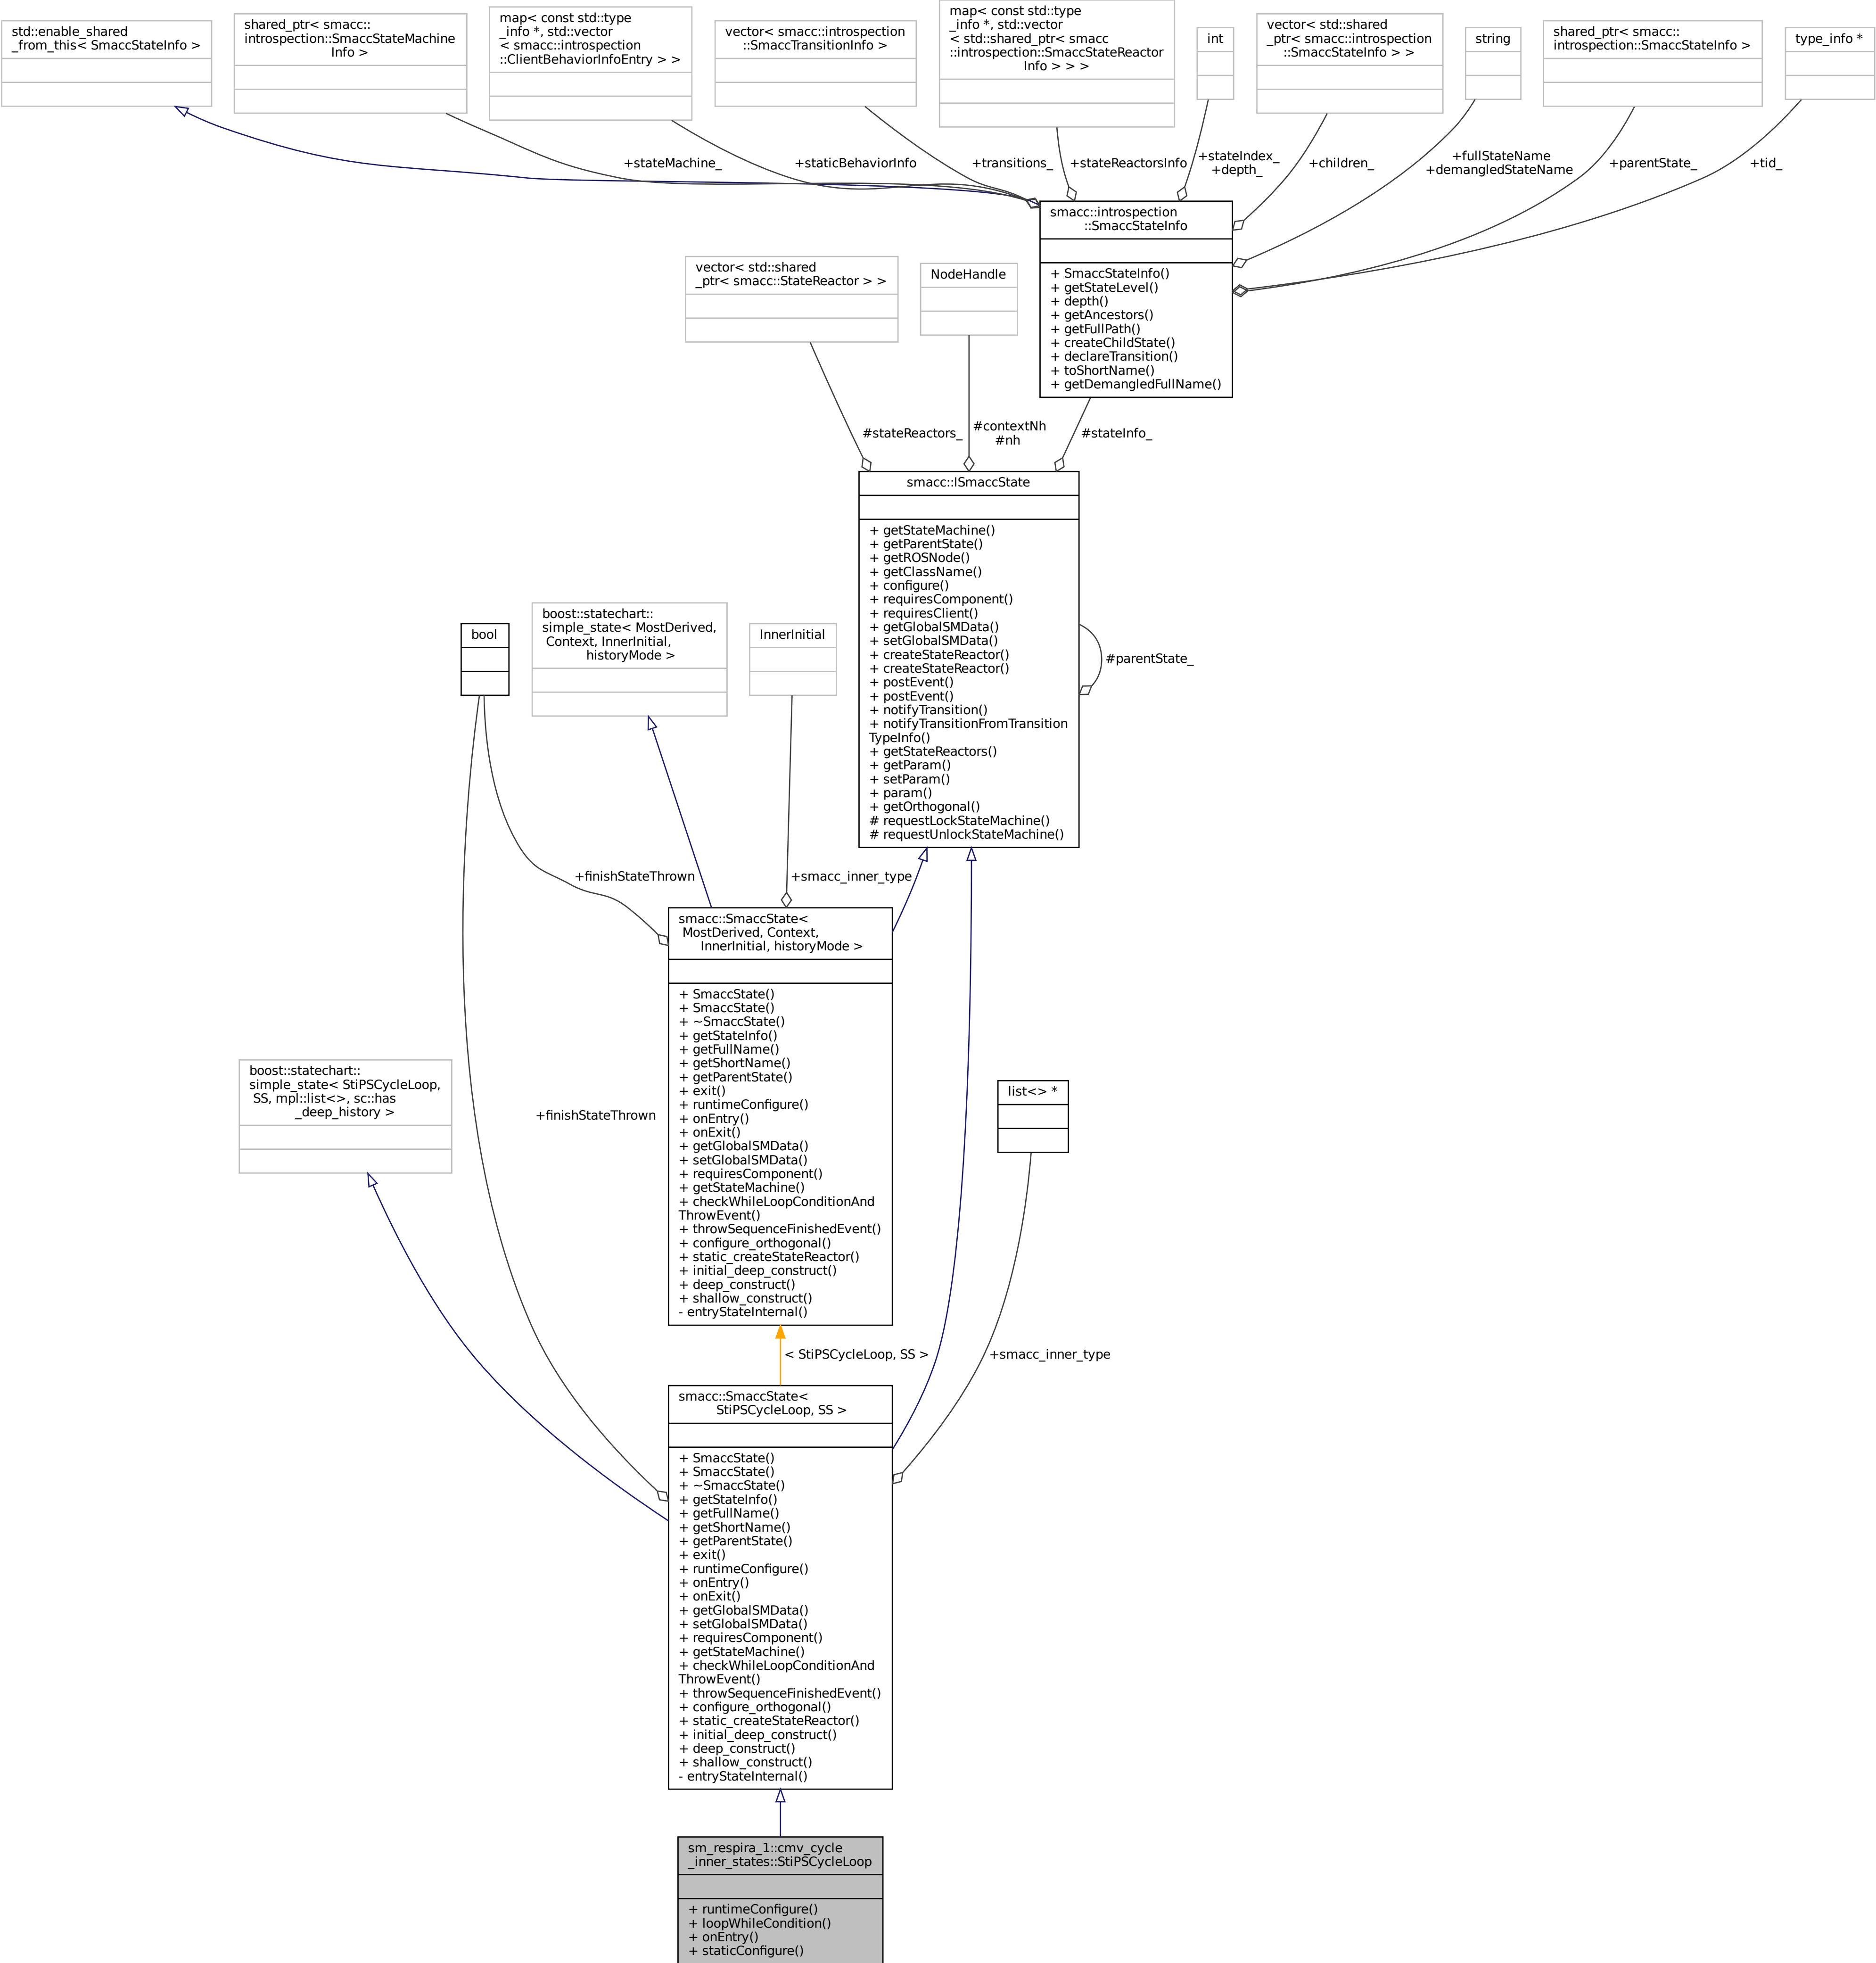 std::enable_shared
_from_this< SmaccStateInfo >
shared_ptr< smacc::
introspection::SmaccStateMachine
Info >
map< const std::type
_info *, std::vector
< smacc::introspection
::ClientBehaviorInfoEntry > >
vector< smacc::introspection
::SmaccTransitionInfo >
map< const std::type
_info *, std::vector
< std::shared_ptr< smacc
::introspection::SmaccStateReactor
Info > > >
int
vector< std::shared
_ptr< smacc::introspection
::SmaccStateInfo > >
string
shared_ptr< smacc::
introspection::SmaccStateInfo >
type_info *
+stateMachine_
+staticBehaviorInfo
+transitions_
+stateReactorsInfo
+stateIndex_
+depth_
+children_
+fullStateName
+demangledStateName
+parentState_
+tid_
smacc::introspection
::SmaccStateInfo
+ SmaccStateInfo()
+ getStateLevel()
+ depth()
+ getAncestors()
+ getFullPath()
+ createChildState()
+ declareTransition()
+ toShortName()
+ getDemangledFullName()
vector< std::shared
_ptr< smacc::StateReactor > >
NodeHandle
#stateReactors_
#contextNh
#nh
#stateInfo_
smacc::ISmaccState
+ getStateMachine()
+ getParentState()
+ getROSNode()
+ getClassName()
+ configure()
+ requiresComponent()
+ requiresClient()
+ getGlobalSMData()
+ setGlobalSMData()
+ createStateReactor()
+ createStateReactor()
+ postEvent()
+ postEvent()
+ notifyTransition()
+ notifyTransitionFromTransition
TypeInfo()
+ getStateReactors()
+ getParam()
+ setParam()
+ param()
+ getOrthogonal()
# requestLockStateMachine()
# requestUnlockStateMachine()
#parentState_
bool
boost::statechart::
simple_state< MostDerived,
Context, InnerInitial,
historyMode >
InnerInitial
+finishStateThrown
+smacc_inner_type
smacc::SmaccState<
MostDerived, Context,
InnerInitial, historyMode >
+ SmaccState()
+ SmaccState()
+ ~SmaccState()
+ getStateInfo()
+ getFullName()
+ getShortName()
+ getParentState()
+ exit()
+ runtimeConfigure()
+ onEntry()
+ onExit()
+ getGlobalSMData()
+ setGlobalSMData()
+ requiresComponent()
+ getStateMachine()
+ checkWhileLoopConditionAnd
ThrowEvent()
+ throwSequenceFinishedEvent()
+ configure_orthogonal()
+ static_createStateReactor()
+ initial_deep_construct()
+ deep_construct()
+ shallow_construct()
- entryStateInternal()
boost::statechart::
simple_state< StiPSCycleLoop,
SS, mpl::list<>, sc::has
_deep_history >
+finishStateThrown
list<> *
< StiPSCycleLoop, SS >
+smacc_inner_type
smacc::SmaccState<
StiPSCycleLoop, SS >
+ SmaccState()
+ SmaccState()
+ ~SmaccState()
+ getStateInfo()
+ getFullName()
+ getShortName()
+ getParentState()
+ exit()
+ runtimeConfigure()
+ onEntry()
+ onExit()
+ getGlobalSMData()
+ setGlobalSMData()
+ requiresComponent()
+ getStateMachine()
+ checkWhileLoopConditionAnd
ThrowEvent()
+ throwSequenceFinishedEvent()
+ configure_orthogonal()
+ static_createStateReactor()
+ initial_deep_construct()
+ deep_construct()
+ shallow_construct()
- entryStateInternal()
sm_respira_1::cmv_cycle
_inner_states::StiPSCycleLoop
+ runtimeConfigure()
+ loopWhileCondition()
+ onEntry()
+ staticConfigure()